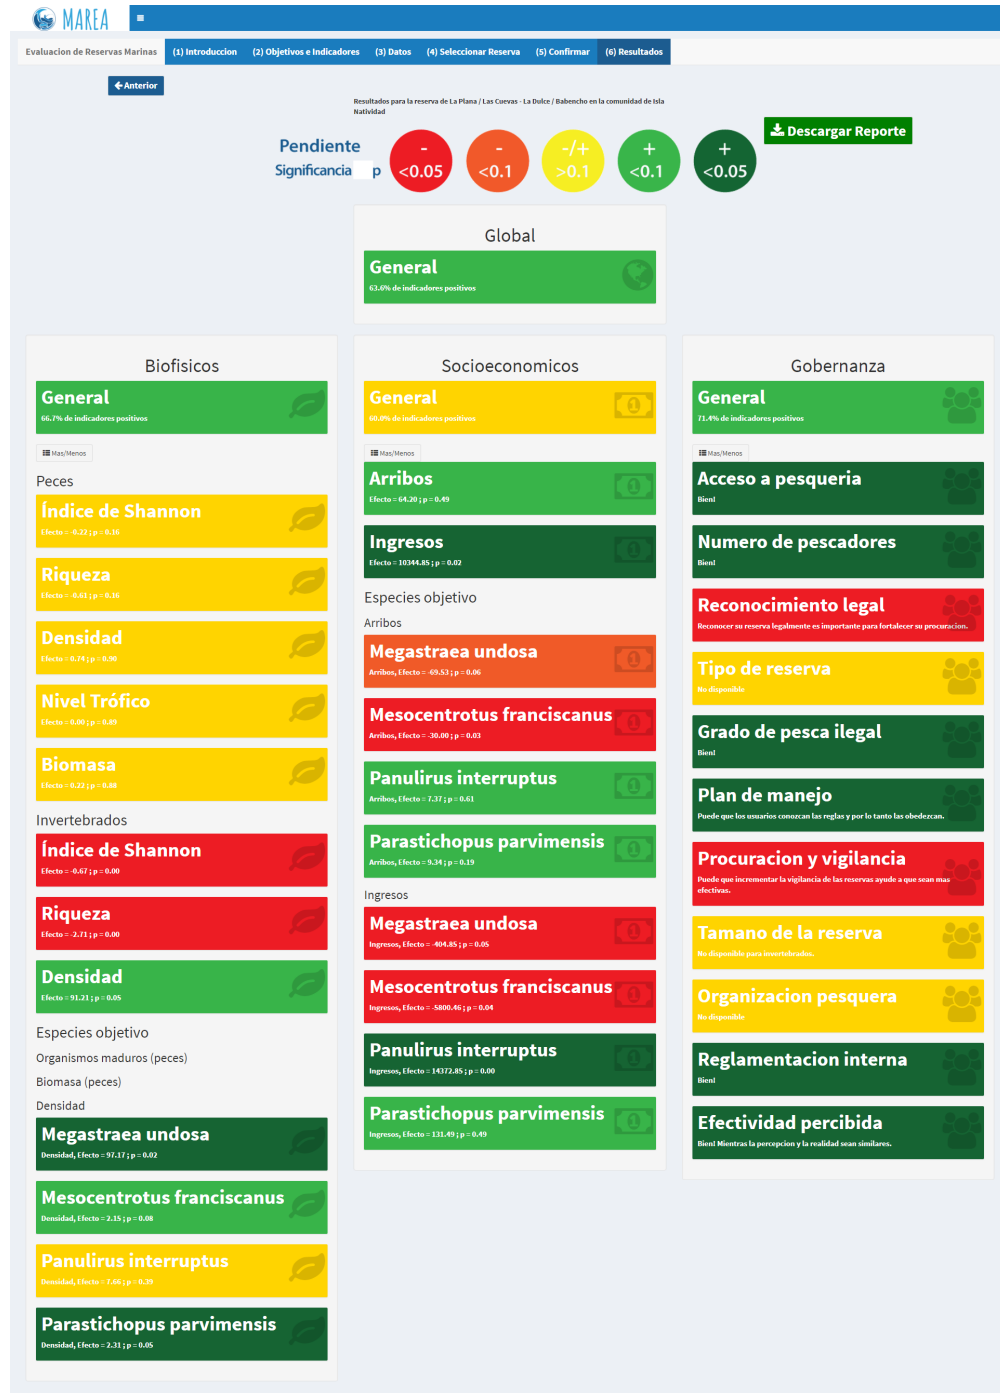 MAREA
Evaluacion de Reservas Marinas
(1) Introduccion
(2) Objetivos e Indicadores
(3) Datos
(4) Seleccionar Reserva
(5) Confirmar
(6) Resultados
Anterior
Resultados para la reserva de La Plana / Las Cuevas - La Dulce / Babencho en la comunidad de Isla
Natividad
Descargar Reporte
Pendiente
Significancia p
- <0.05
- <0.1
-/+ >0.1
+ <0.1
+ <0.05
Global
General
63.6% de indicadores positivos
Biofisicos
General
66.7% de indicadores positivos
Mas/Menos
Peces
Índice de Shannon
Efecto = -0.22 ; p = 0.16
Riqueza
Efecto = -0.61 ; p = 0.16
Densidad
Efecto = 0.74 ; p = 0.90
Nivel Trófico
Efecto = 0.00 ; p = 0.89
Biomasa
Efecto = 0.22 ; p = 0.88
Invertebrados
Índice de Shannon
Efecto = -0.67 ; p = 0.00
Riqueza
Efecto = -2.71 ; p = 0.00
Densidad
Efecto = 91.21 ; p = 0.05
Especies objetivo
Organismos maduros (peces)
Biomasa (peces)
Densidad
Megastraea undosa
Densidad, Efecto = 97.17 ; p = 0.02
Mesocentrotus franciscanus
Densidad, Efecto = 2.15 ; p = 0.08
Panulirus interruptus
Densidad, Efecto = 7.66 ; p = 0.39
Parastichopus parvimensis
Densidad, Efecto = 2.31 ; p = 0.05
Socioeconomicos
General
60.0% de indicadores positivos
Mas/Menos
Arribos
Efecto = 64.20 ; p = 0.49
Ingresos
Efecto = 10344.85 ; p = 0.02
Especies objetivo
Arribos
Megastraea undosa
Arribos, Efecto = -69.53 ; p = 0.06
Mesocentrotus franciscanus
Arribos, Efecto = -30.00 ; p = 0.03
Panulirus interruptus
Arribos, Efecto = 7.37 ; p = 0.61
Parastichopus parvimensis
Arribos, Efecto = 9.34 ; p = 0.19
Ingresos
Megastraea undosa
Ingresos, Efecto = -404.85 ; p = 0.05
Mesocentrotus franciscanus
Ingresos, Efecto = -5800.46 ; p = 0.04
Panulirus interruptus
Ingresos, Efecto = 14372.85 ; p = 0.00
Parastichopus parvimensis
Ingresos, Efecto = 131.49 ; p = 0.49
Gobernanza
General
71.4% de indicadores positivos
Mas/Menos
Acceso a pesqueria
Bien!
Numero de pescadores
Bien!
Reconocimiento legal
Reconocer su reserva legalmente es importante para fortalecer su procuracion.
Tipo de reserva
No disponible
Grado de pesca ilegal
Bien!
Plan de manejo
Puede que los usuarios conozcan las reglas y por lo tanto las obedezcan.
Procuracion y vigilancia
Puede que incrementar la vigilancia de las reservas ayude a que sean mas
efectivas.
Tamano de la reserva
No disponible para invertebrados.
Organizacion pesquera
No disponible
Reglamentacion interna
Bien!
Efectividad percibida
Bien! Mientras la percepcion y la realidad sean similares.